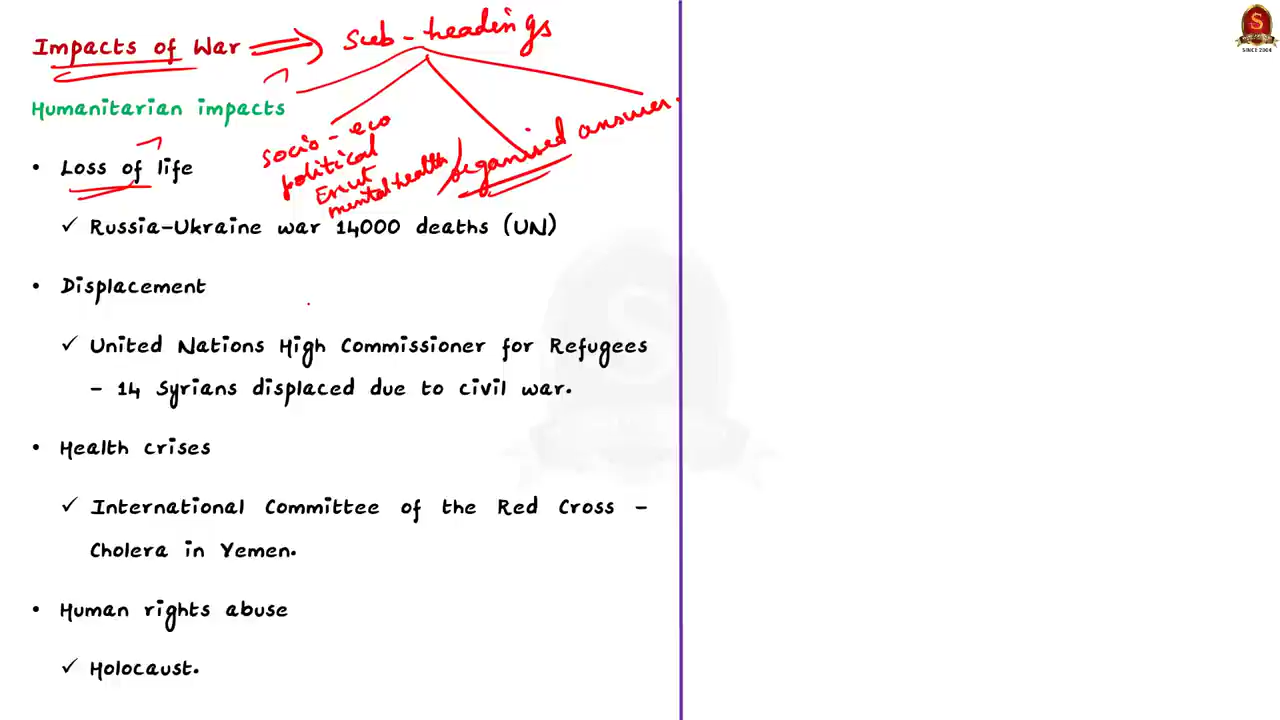 Impacts of War ⇒ Sub-headings
Humanitarian impacts
socio-eco
political
mental health
organised answer.
• Loss of life
✓ Russia-Ukraine war 14000 deaths (UN)
• Displacement
✓ United Nations High Commissioner for Refugees
- 14 Syrians displaced due to civil war.
• Health crises
✓ International Committee of the Red Cross -
Cholera in Yemen.
• Human rights abuse
✓ Holocaust.
S
SINCE 2004